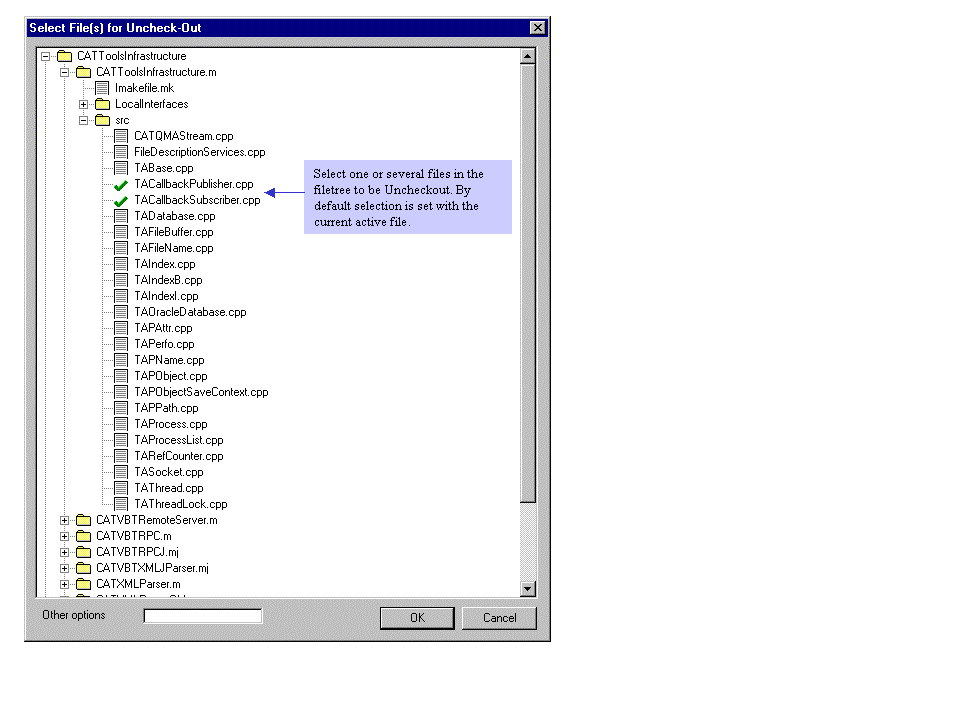 Select File(s) for Uncheck-Out
CATToolsInfrastructure
CATToolsInfrastructure.m
Imakefile.mk
LocalInterfaces
src
CATQMAStream.cpp
FileDescriptionServices.cpp
TABase.cpp
TACallbackPublisher.cpp
TACallbackSubscriber.cpp
TADatabase.cpp
TAFileBuffer.cpp
TAFileName.cpp
TAIndex.cpp
TAIndexB.cpp
TAIndexI.cpp
TAOracleDatabase.cpp
TAPAttr.cpp
TAPerfo.cpp
TAPName.cpp
TAPObject.cpp
TAPObjectSaveContext.cpp
TAPPath.cpp
TAProcess.cpp
TAProcessList.cpp
TARefCounter.cpp
TASocket.cpp
TAThread.cpp
TAThreadLock.cpp
CATVBTRemoteServer.m
CATVBTRPC.m
CATVBTRPCJ.mj
CATVBTXMLJParser.mj
CATXMLParser.m
Select one or several files in the
filetree to be Uncheckout. By
default selection is set with the
current active file.
Other options
OK
Cancel